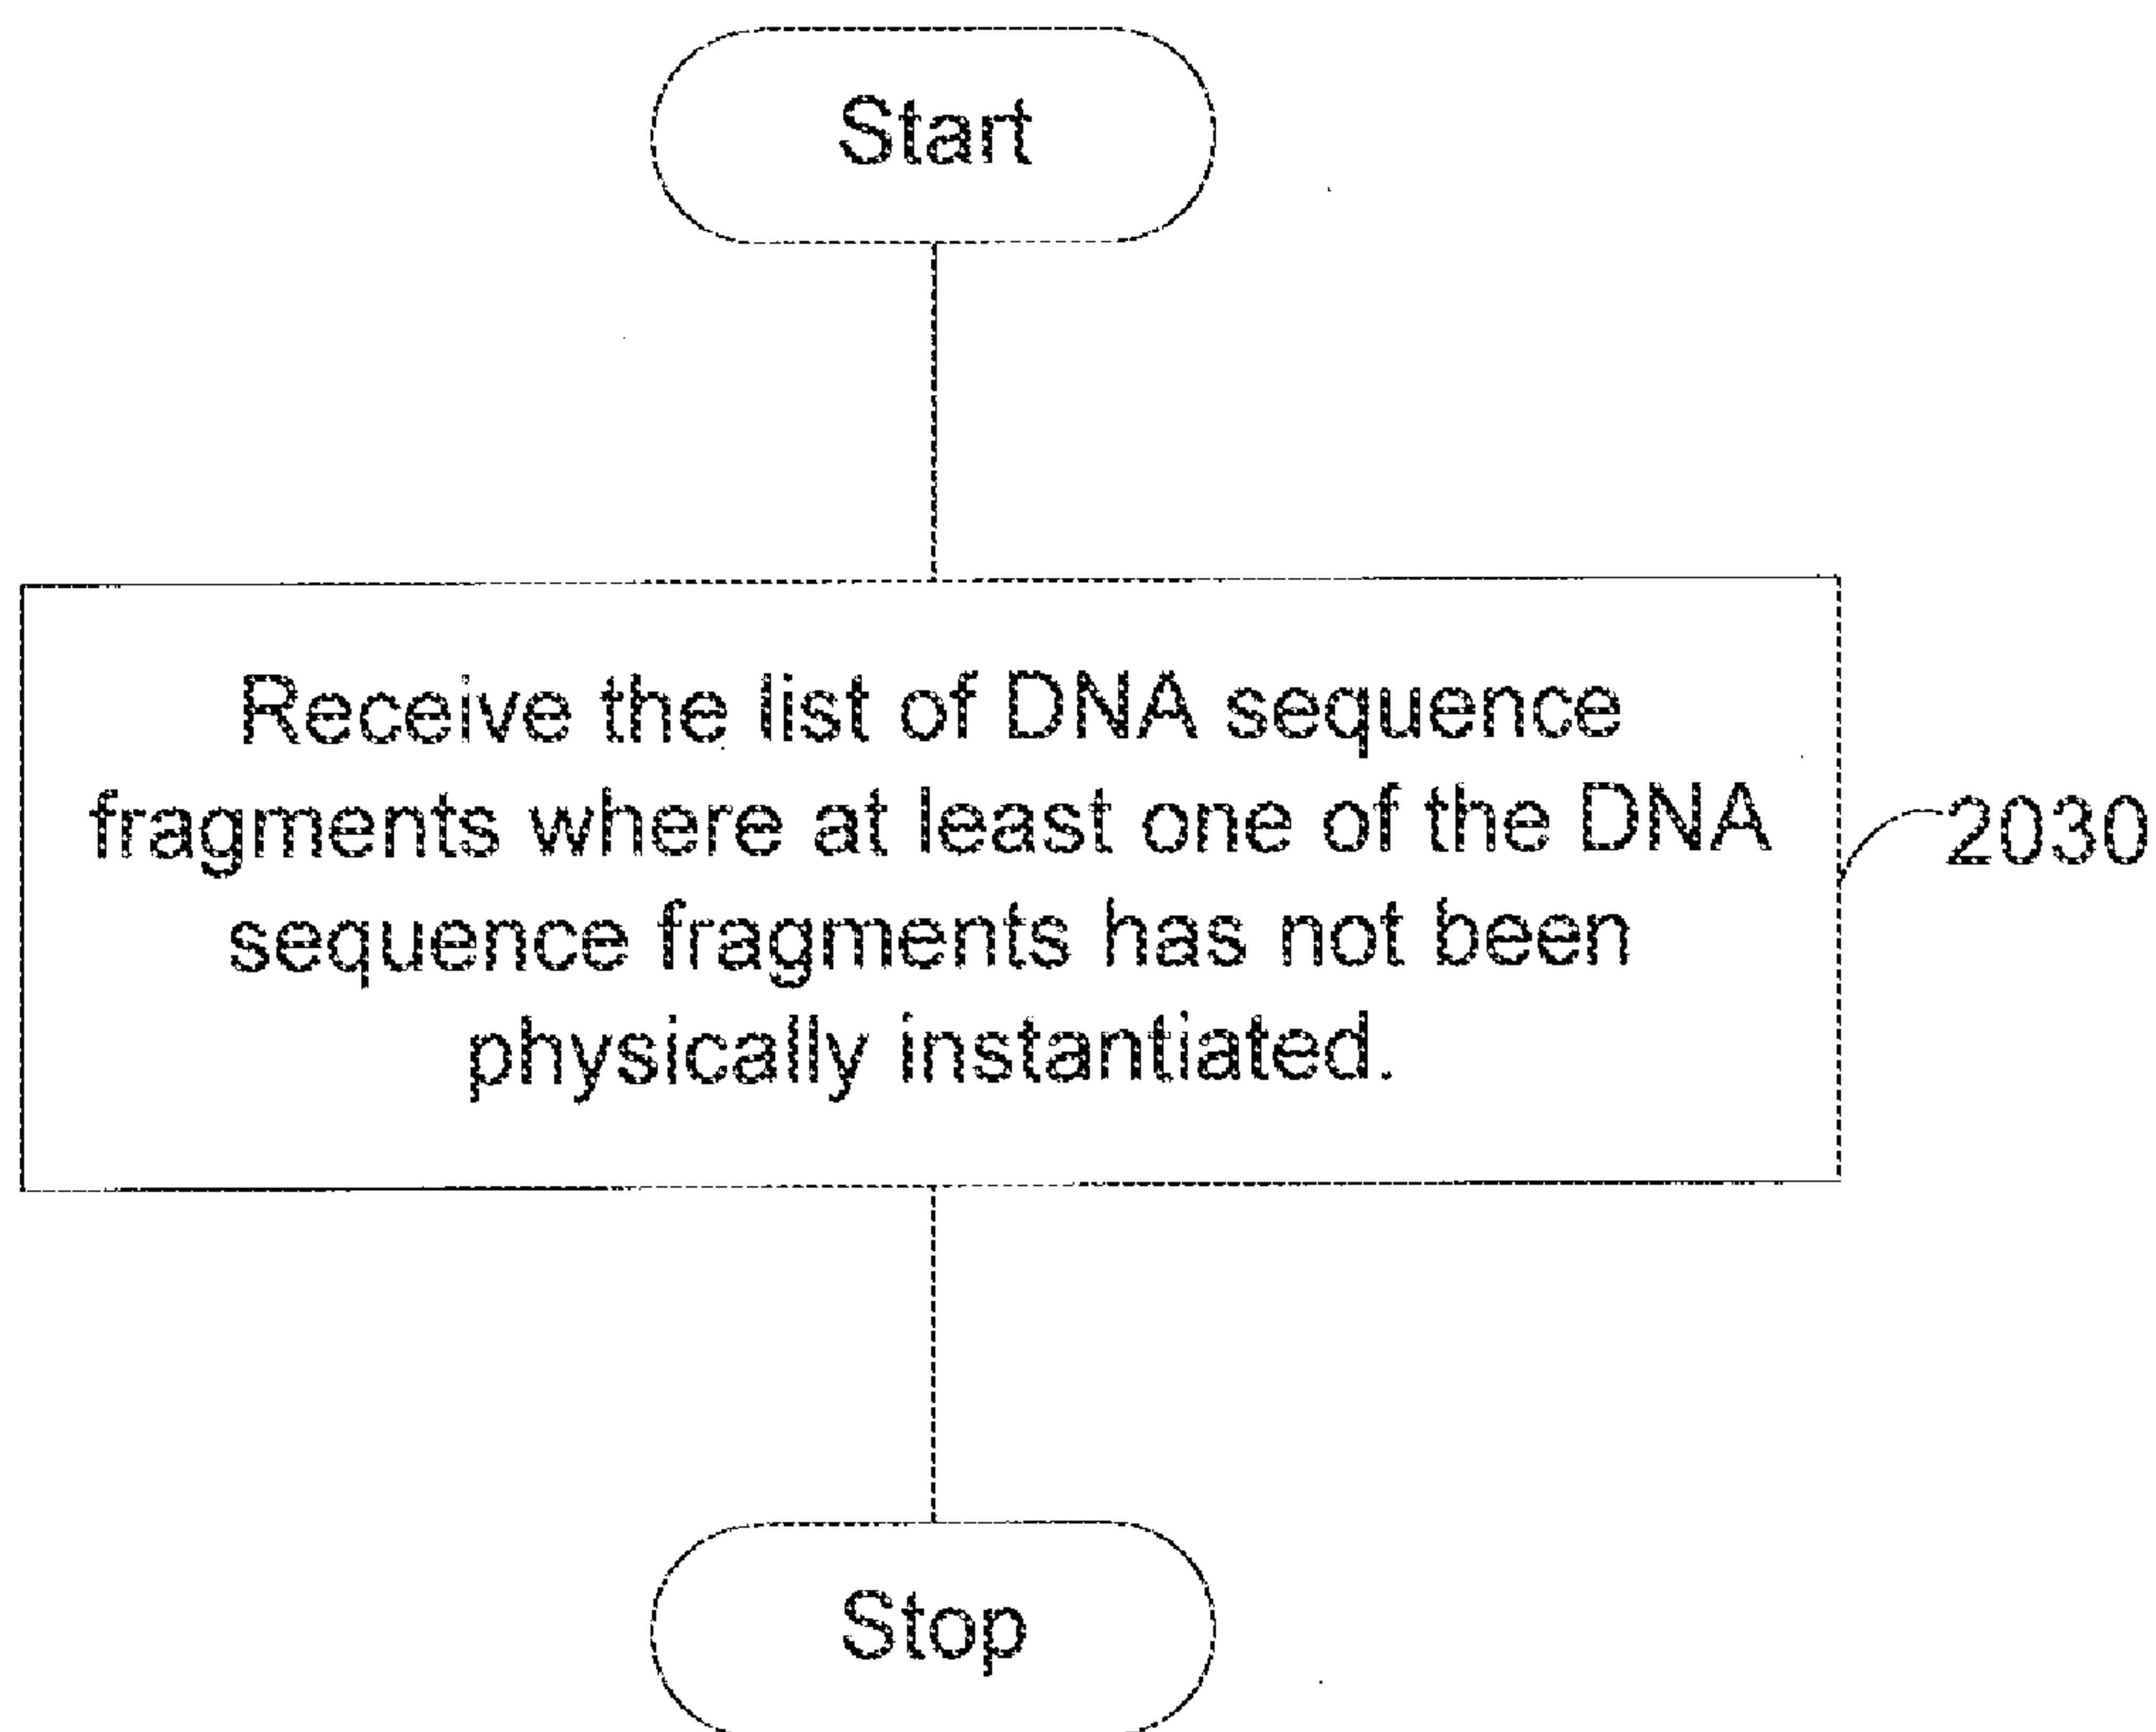 Start
Receive the list of DNA sequence
fragments where at least one of the DNA
sequence fragments has not been
physically instantiated.
2030
Stop